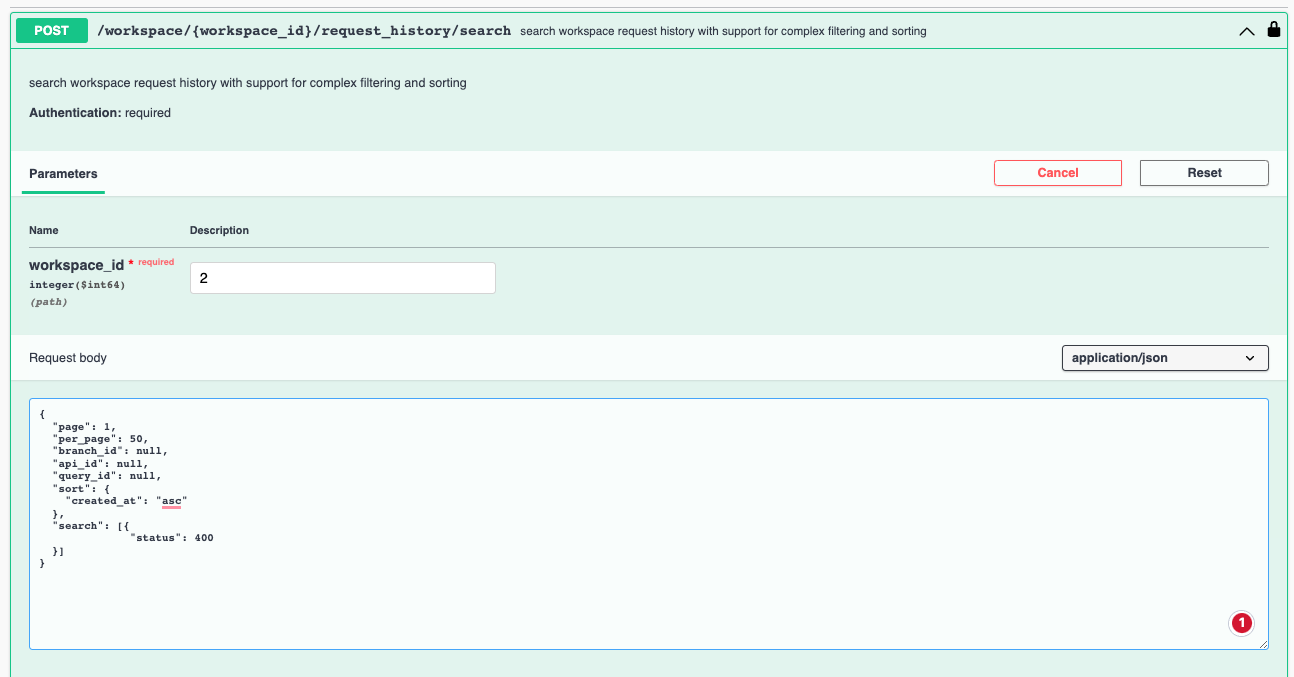 POST /workspace/{workspace_id}/request_history/search search workspace request history with support for complex filtering and sorting
search workspace request history with support for complex filtering and sorting
Authentication: required
Parameters
Cancel
Reset
Name Description
workspace_id * required
integer($int64)
(path)
2
Request body
application/json
{
  "page": 1,
  "per_page": 50,
  "branch_id": null,
  "api_id": null,
  "query_id": null,
  "sort": {
    "created_at": "asc"
  },
  "search": [{
              "status": 400
  }]
}
1